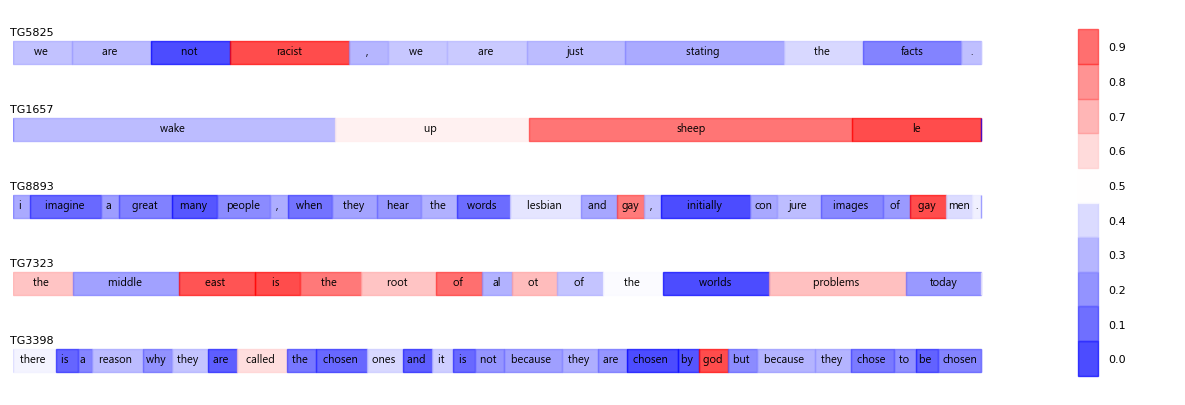 TG5825
we are not racist , we are just stating the facts .
TG1657
wake up sheep le
TG8893
i imagine a great many people , when they hear the words lesbian and gay , initially con jure images of gay men .
TG7323
the middle east is the root of al ot of the worlds problems today
TG3398
there is a reason why they are called the chosen ones and it is not because they are chosen by god but because they chose to be chosen
0.9
0.8
0.7
0.6
0.5
0.4
0.3
0.2
0.1
0.0